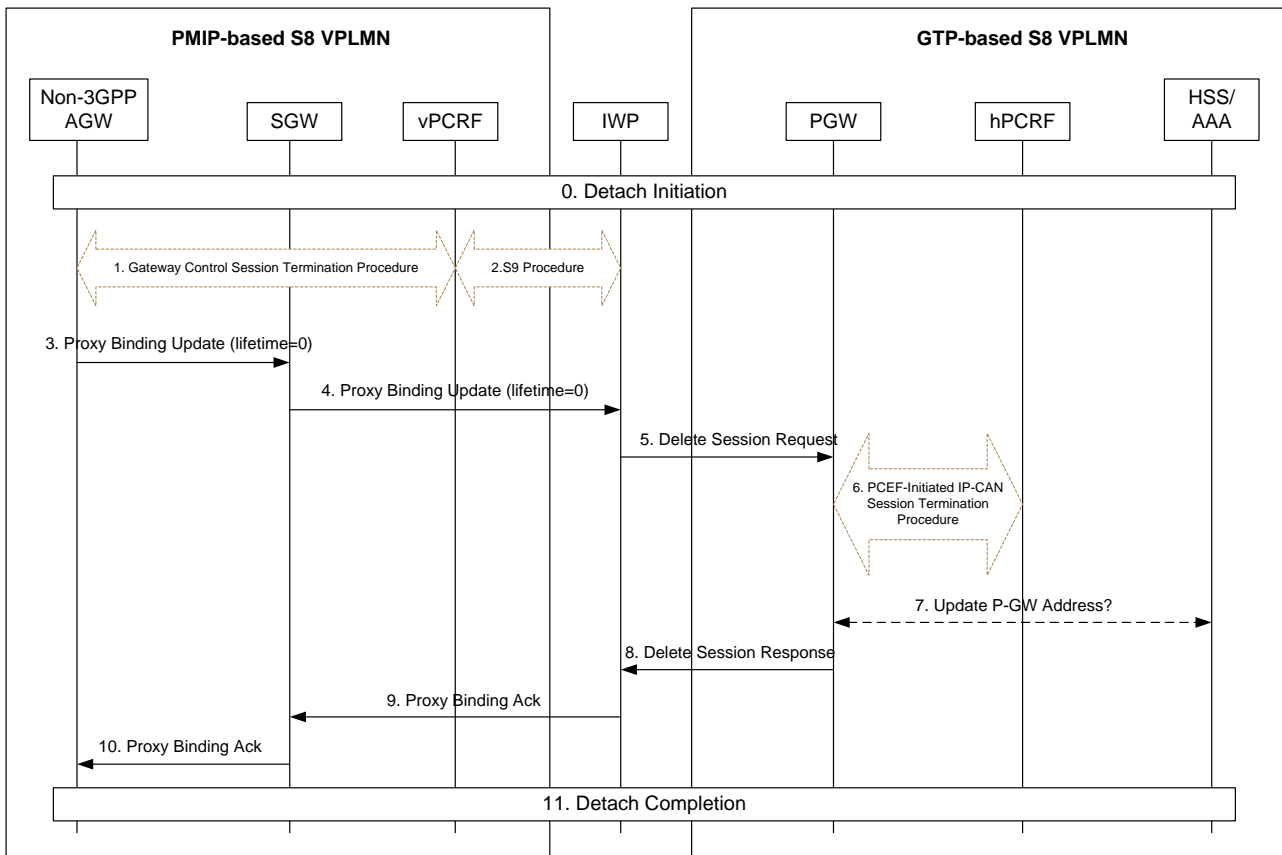 PMIP-based S8 VPLMN
GTP-based S8 VPLMN
Non-3GPP
AGW
SGW
vPCRF
IWP
PGW
hPCRF
HSS/
AAA
0. Detach Initiation
1. Gateway Control Session Termination Procedure
2.S9 Procedure
3. Proxy Binding Update (lifetime=0)
4. Proxy Binding Update (lifetime=0)
5. Delete Session Request
6. PCEF-Initiated IP-CAN
Session Termination
Procedure
7. Update P-GW Address?
8. Delete Session Response
9. Proxy Binding Ack
10. Proxy Binding Ack
11. Detach Completion